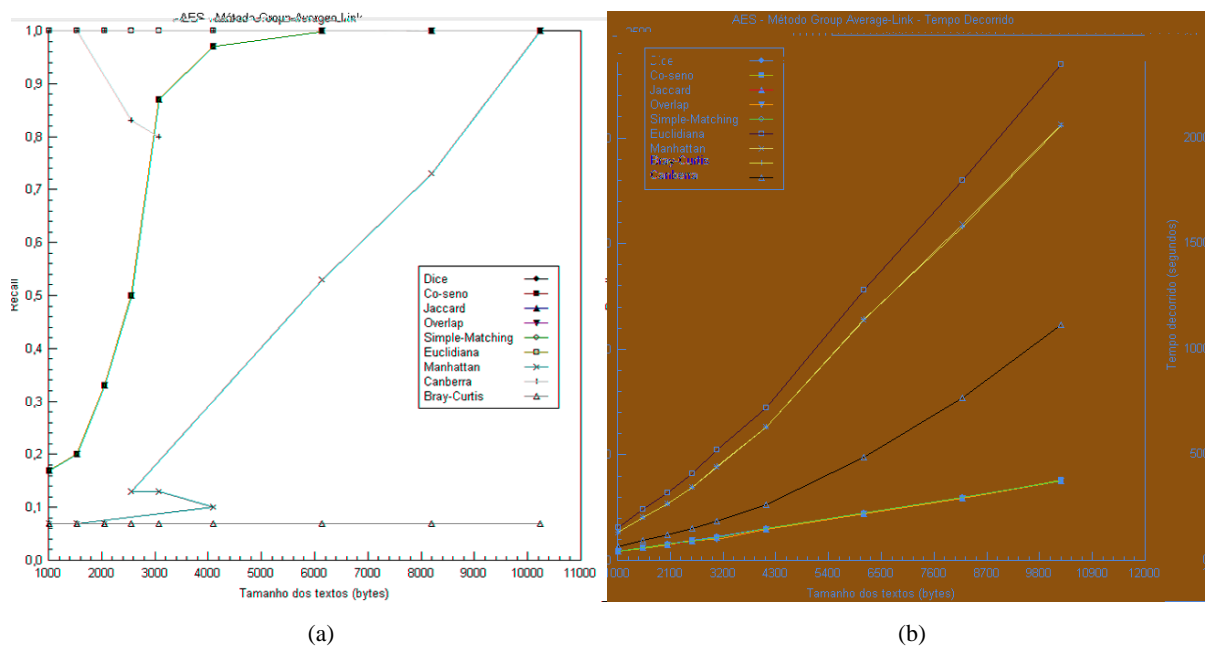 AES - Método Group-Average-Link
1,0
0,9
0,8
0,7
0,6
0,5
0,4
0,3
0,2
0,1
0,0
Recall
Dice
Co-seno
Jaccard
Overlap
Simple-Matching
Euclidiana
Manhattan
Canberra
Bray-Curtis
1000 2000 3000 4000 5000 6000 7000 8000 9000 10000 11000
Tamanho dos textos (bytes)
(a)
AES - Método Group Average-Link - Tempo Decorrido
2500
Dice
Co-seno
Jaccard
Overlap
Simple-Matching
Euclidiana
Manhattan
Bray-Curtis
Canberra
2000
1500
1000
500
0
Tempo decorrido (segundos)
1000 2100 3200 4300 5400 6500 7600 8700 9800 10900 12000
Tamanho dos textos (bytes)
(b)